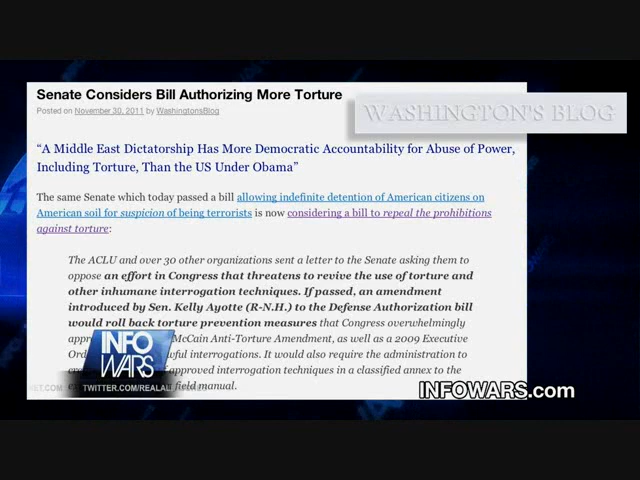 Senate Considers Bill Authorizing More Torture
Posted on November 30, 2011 by WashingtonsBlog
WASHINGTON'S BLOG
“A Middle East Dictatorship Has More Democratic Accountability for Abuse of Power,
Including Torture, Than the US Under Obama”
The same Senate which today passed a bill allowing indefinite detention of American citizens on
American soil for suspicion of being terrorists is now considering a bill to repeal the prohibitions
against torture:
The ACLU and over 30 other organizations sent a letter to the Senate asking them to
oppose an effort in Congress that threatens to revive the use of torture and
other inhumane interrogation techniques. If passed, an amendment
introduced by Sen. Kelly Ayotte (R-N.H.) to the Defense Authorization bill
would roll back torture prevention measures that Congress overwhelmingly
McCain Anti-Torture Amendment, as well as a 2009 Executive
interrogations. It would also require the administration to
approved interrogation techniques in a classified annex to the
field manual.
INFO
WARS
TWITTER.COM/REALAL
INFOWARS.com